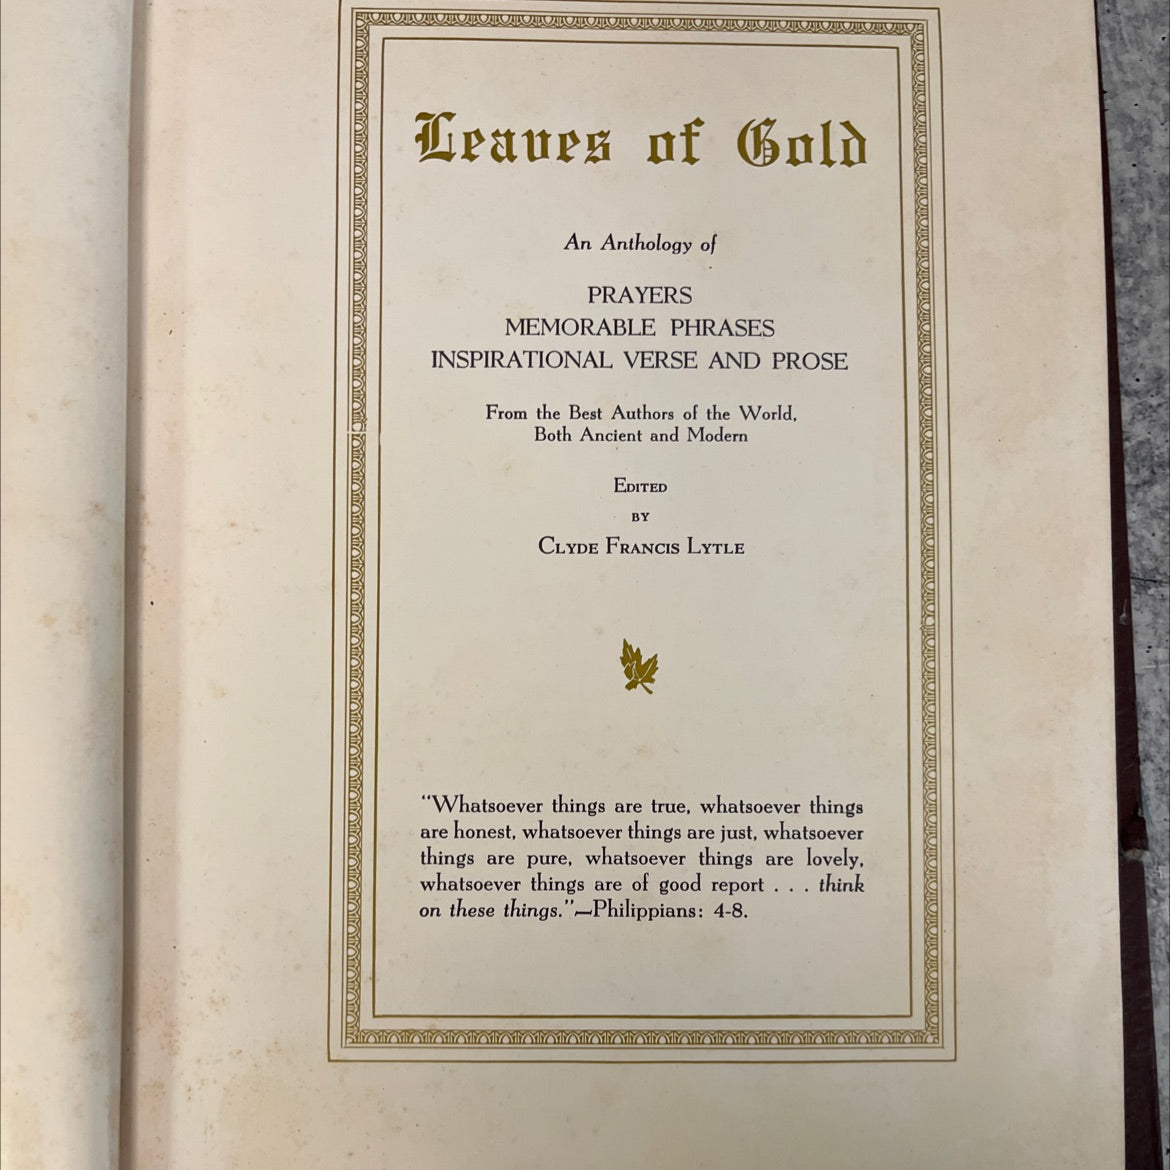 Leaves of Gold
An Anthology of
PRAYERS
MEMORABLE PHRASES
INSPIRATIONAL VERSE AND PROSE
From the Best Authors of the World,
Both Ancient and Modern
EDITED
BY
CLYDE FRANCIS LYTLE
“Whatsoever things are true, whatsoever things
are honest, whatsoever things are just, whatsoever
things are pure, whatsoever things are lovely,
whatsoever things are of good report . . . think
on these things.”—Philippians: 4-8.